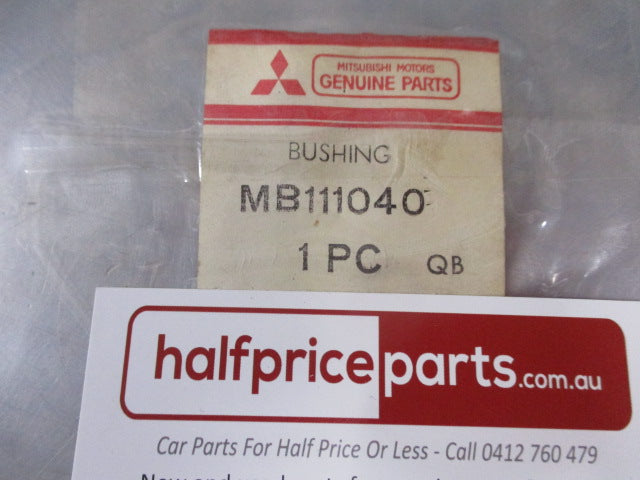 MITSUBISHI MOTORS
GENUINE PARTS
BUSHING
MB111040
1 PC QB
halfpriceparts.com.au
Car Parts For Half Price Or Less - Call 0412 760 479